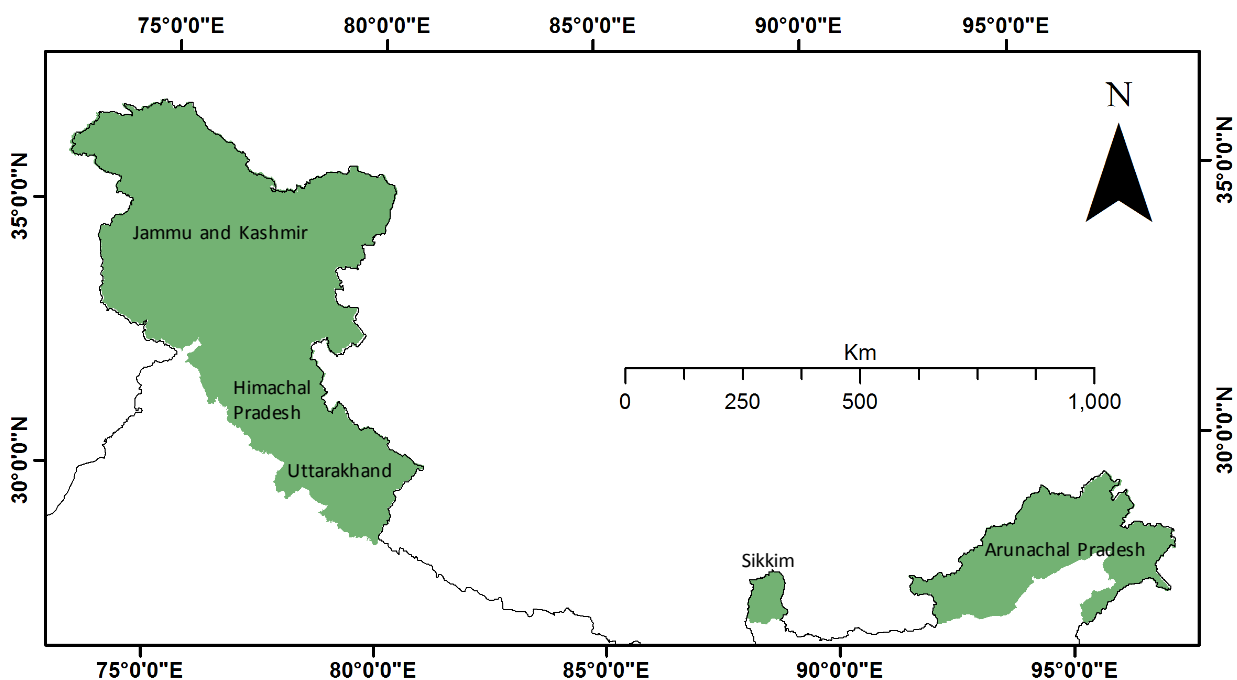 75°0'0"E 80°0'0"E 85°0'0"E 90°0'0"E 95°0'0"E
N
35°0'0"N
35°0'0"N
Jammu and Kashmir
Km
0 250 500 1,000
Himachal
Pradesh
30°0'0"N
30°0'0"N
Uttarakhand
Sikkim
Arunachal Pradesh
75°0'0"E 80°0'0"E 85°0'0"E 90°0'0"E 95°0'0"E